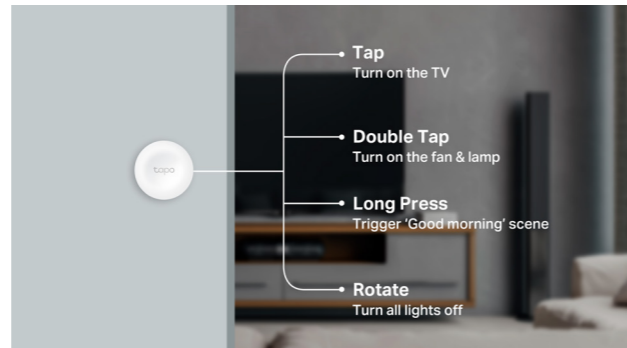 tapo
Tap
Turn on the TV
Double Tap
Turn on the fan & lamp
Long Press
Trigger 'Good morning' scene
Rotate
Turn all lights off